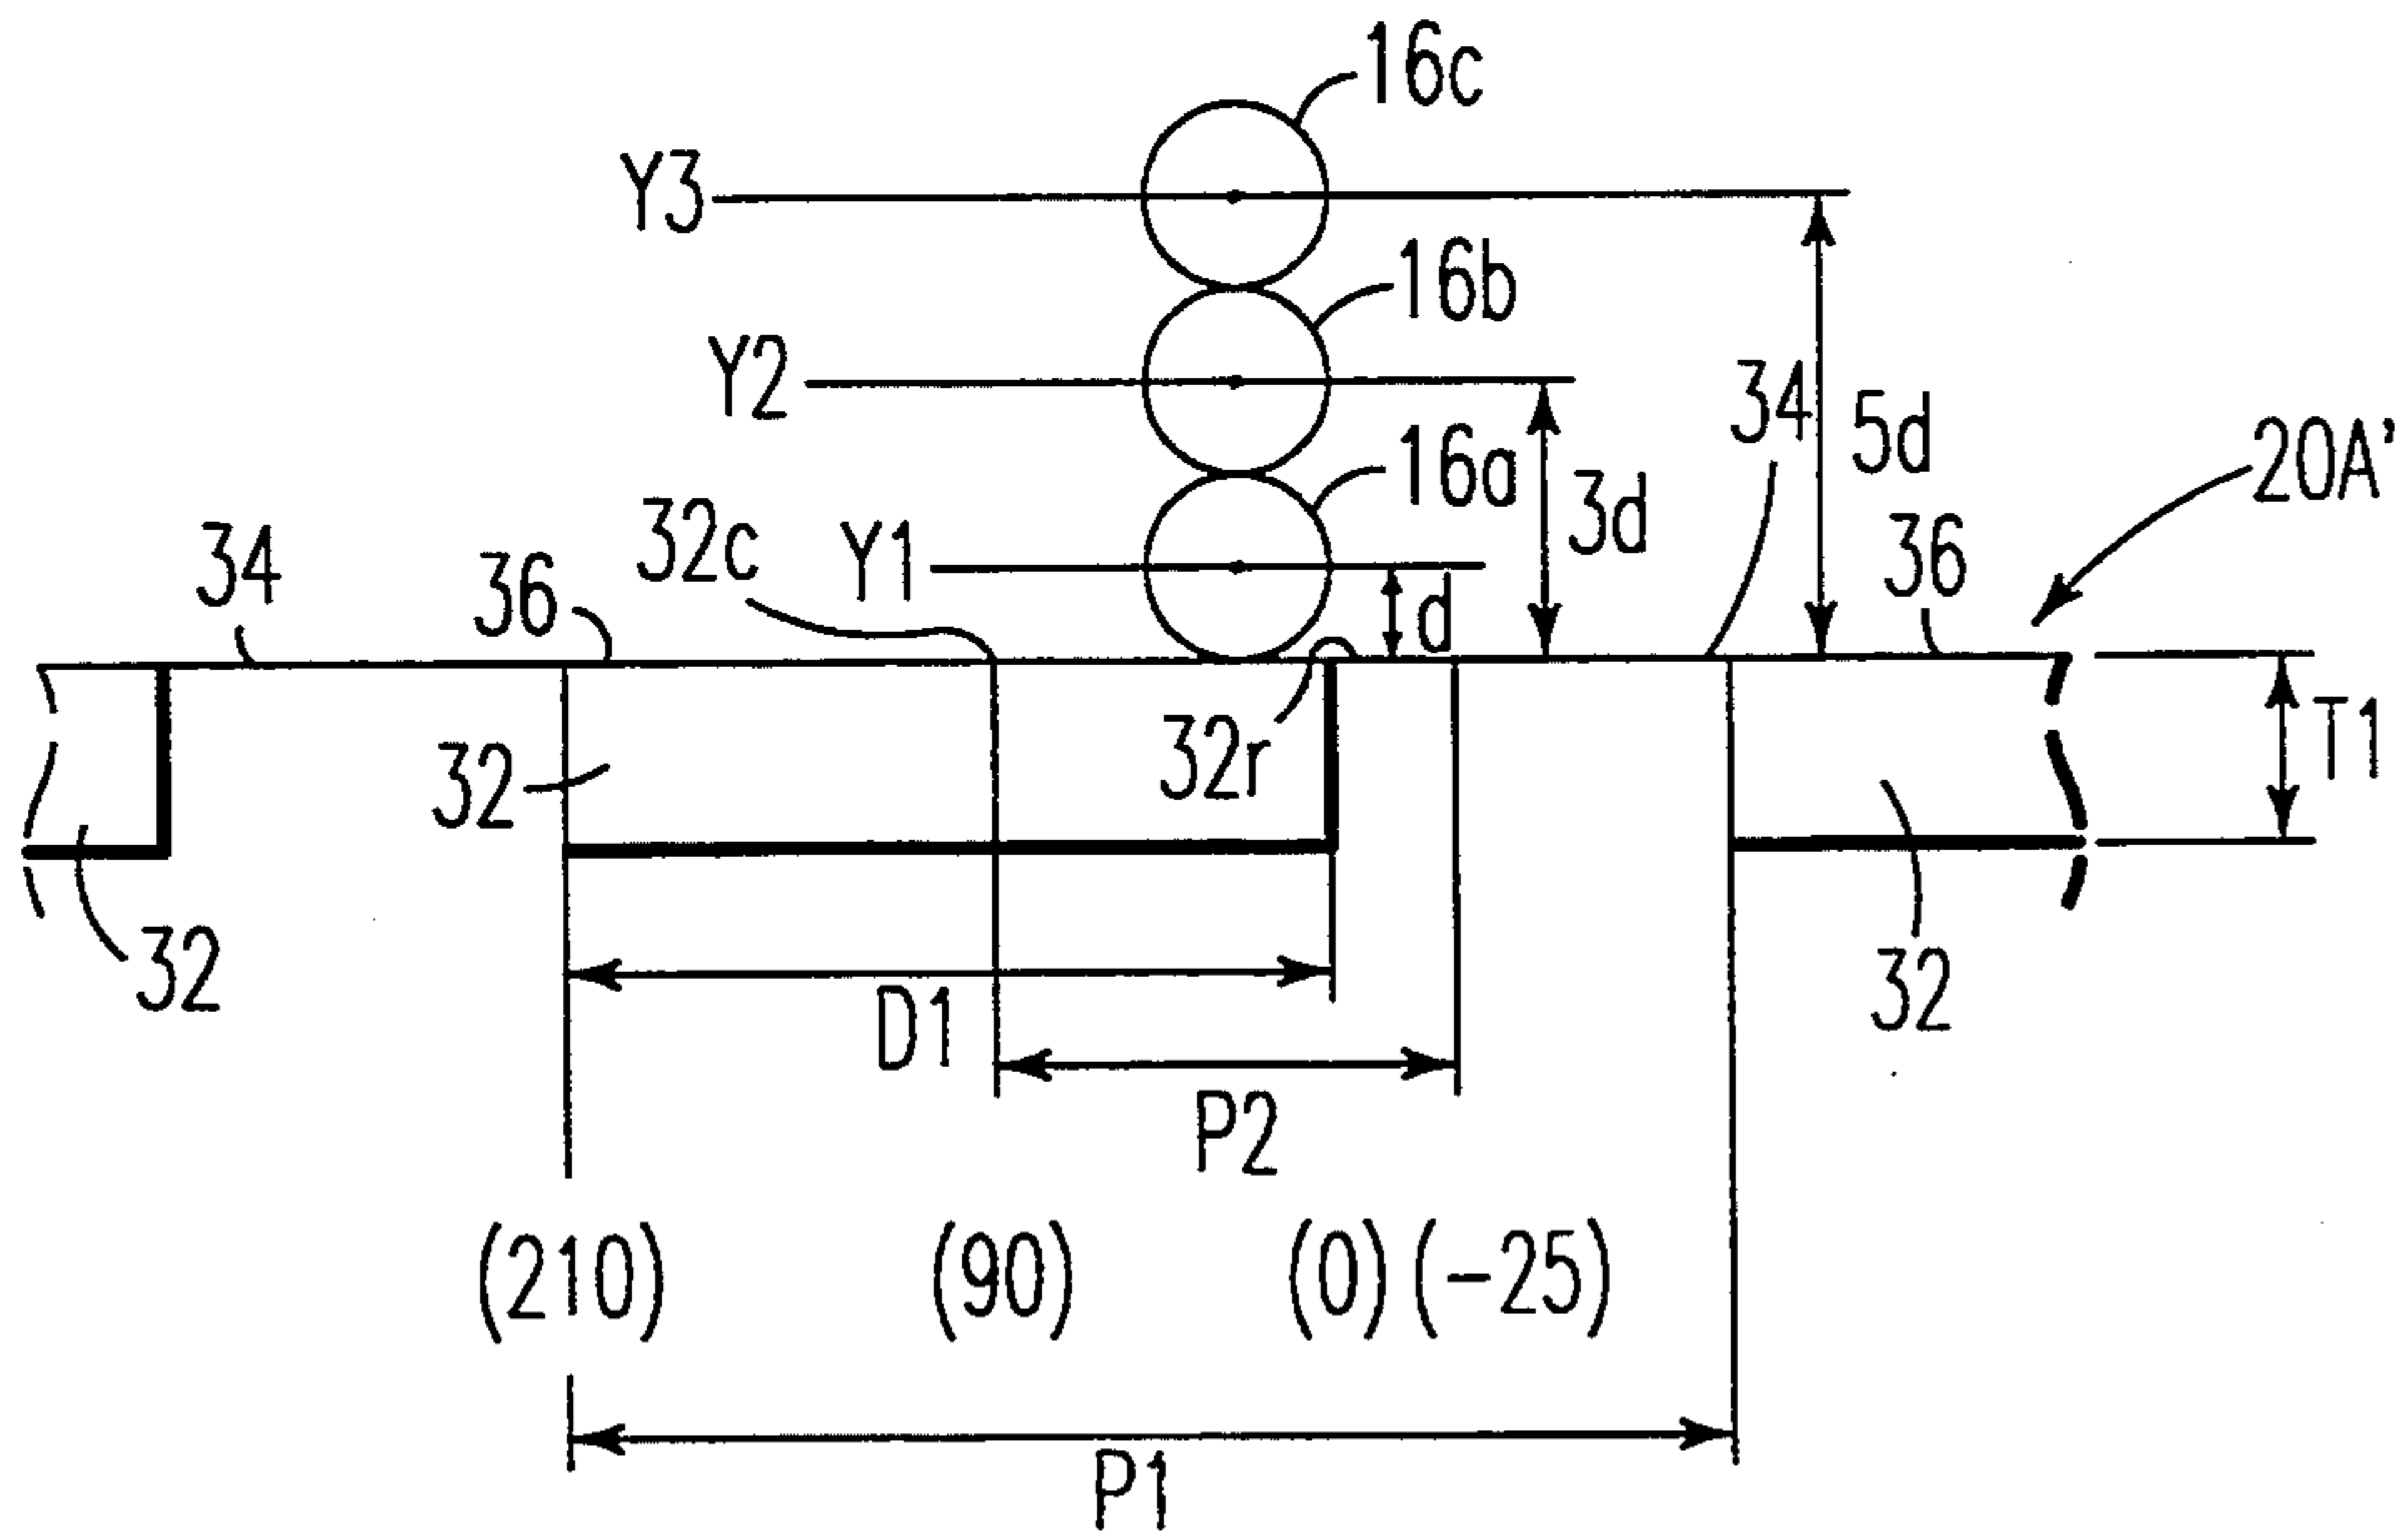 16c
Y3
16b
Y2
34
5d
16a
20A'
3d
32c
Y1
34
36
36
d
32r
T1
32
32
32
D1
P2
(210)
(90)
(0)
(-25)
P1